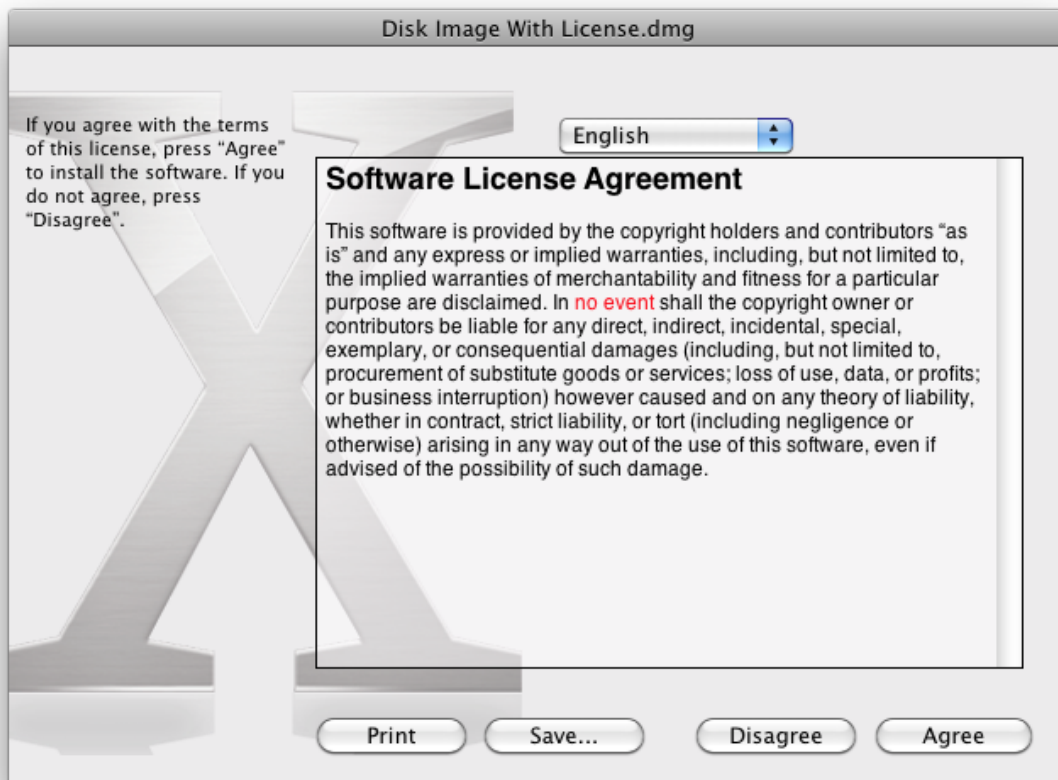 Disk Image With License.dmg
If you agree with the terms
of this license, press “Agree”
to install the software. If you
do not agree, press
“Disagree”.
English
Software License Agreement
This software is provided by the copyright holders and contributors “as
is” and any express or implied warranties, including, but not limited to,
the implied warranties of merchantability and fitness for a particular
purpose are disclaimed. In no event shall the copyright owner or
contributors be liable for any direct, indirect, incidental, special,
exemplary, or consequential damages (including, but not limited to,
procurement of substitute goods or services; loss of use, data, or profits;
or business interruption) however caused and on any theory of liability,
whether in contract, strict liability, or tort (including negligence or
otherwise) arising in any way out of the use of this software, even if
advised of the possibility of such damage.
Print
Save...
Disagree
Agree